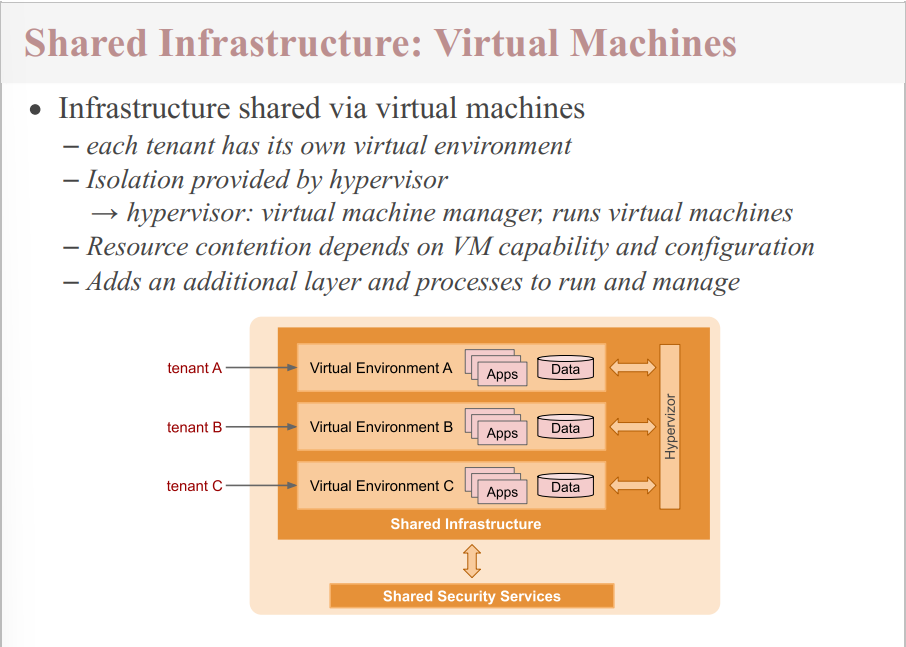 Shared Infrastructure: Virtual Machines
• Infrastructure shared via virtual machines
– each tenant has its own virtual environment
– Isolation provided by hypervisor
→ hypervisor: virtual machine manager, runs virtual machines
– Resource contention depends on VM capability and configuration
– Adds an additional layer and processes to run and manage
tenant A
Virtual Environment A
Apps
Data
tenant B
Virtual Environment B
Apps
Data
tenant C
Virtual Environment C
Apps
Data
Hypervizor
Shared Infrastructure
Shared Security Services